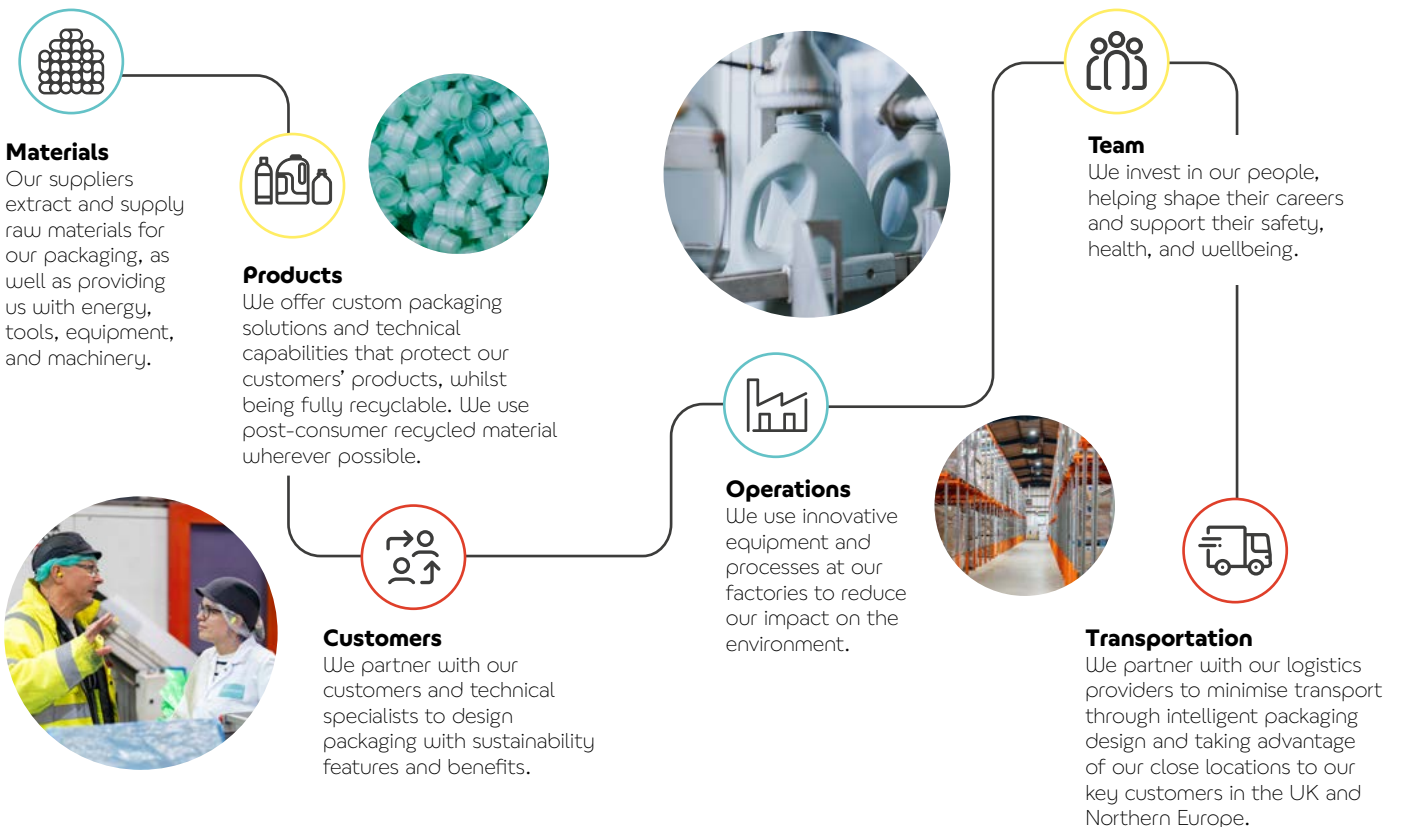 Materials
Our suppliers
extract and supply
raw materials for
our packaging, as
well as providing
us with energy,
tools, equipment,
and machinery.
Products
We offer custom packaging
solutions and technical
capabilities that protect our
customers’ products, whilst
being fully recyclable. We use
post-consumer recycled material
wherever possible.
Customers
We partner with our
customers and technical
specialists to design
packaging with sustainability
features and benefits.
Operations
We use innovative
equipment and
processes at our
factories to reduce
our impact on the
environment.
Team
We invest in our people,
helping shape their careers
and support their safety,
health, and wellbeing.
Transportation
We partner with our logistics
providers to minimise transport
through intelligent packaging
design and taking advantage
of our close locations to our
key customers in the UK and
Northern Europe.